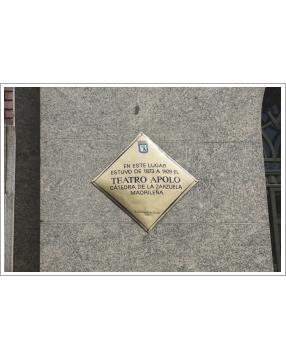 EN ESTE LUGAR
ESTUVO DE 1873 A 1929 EL
TEATRO APOLO
CÁTEDRA DE LA ZARZUELA
MADRILEÑA